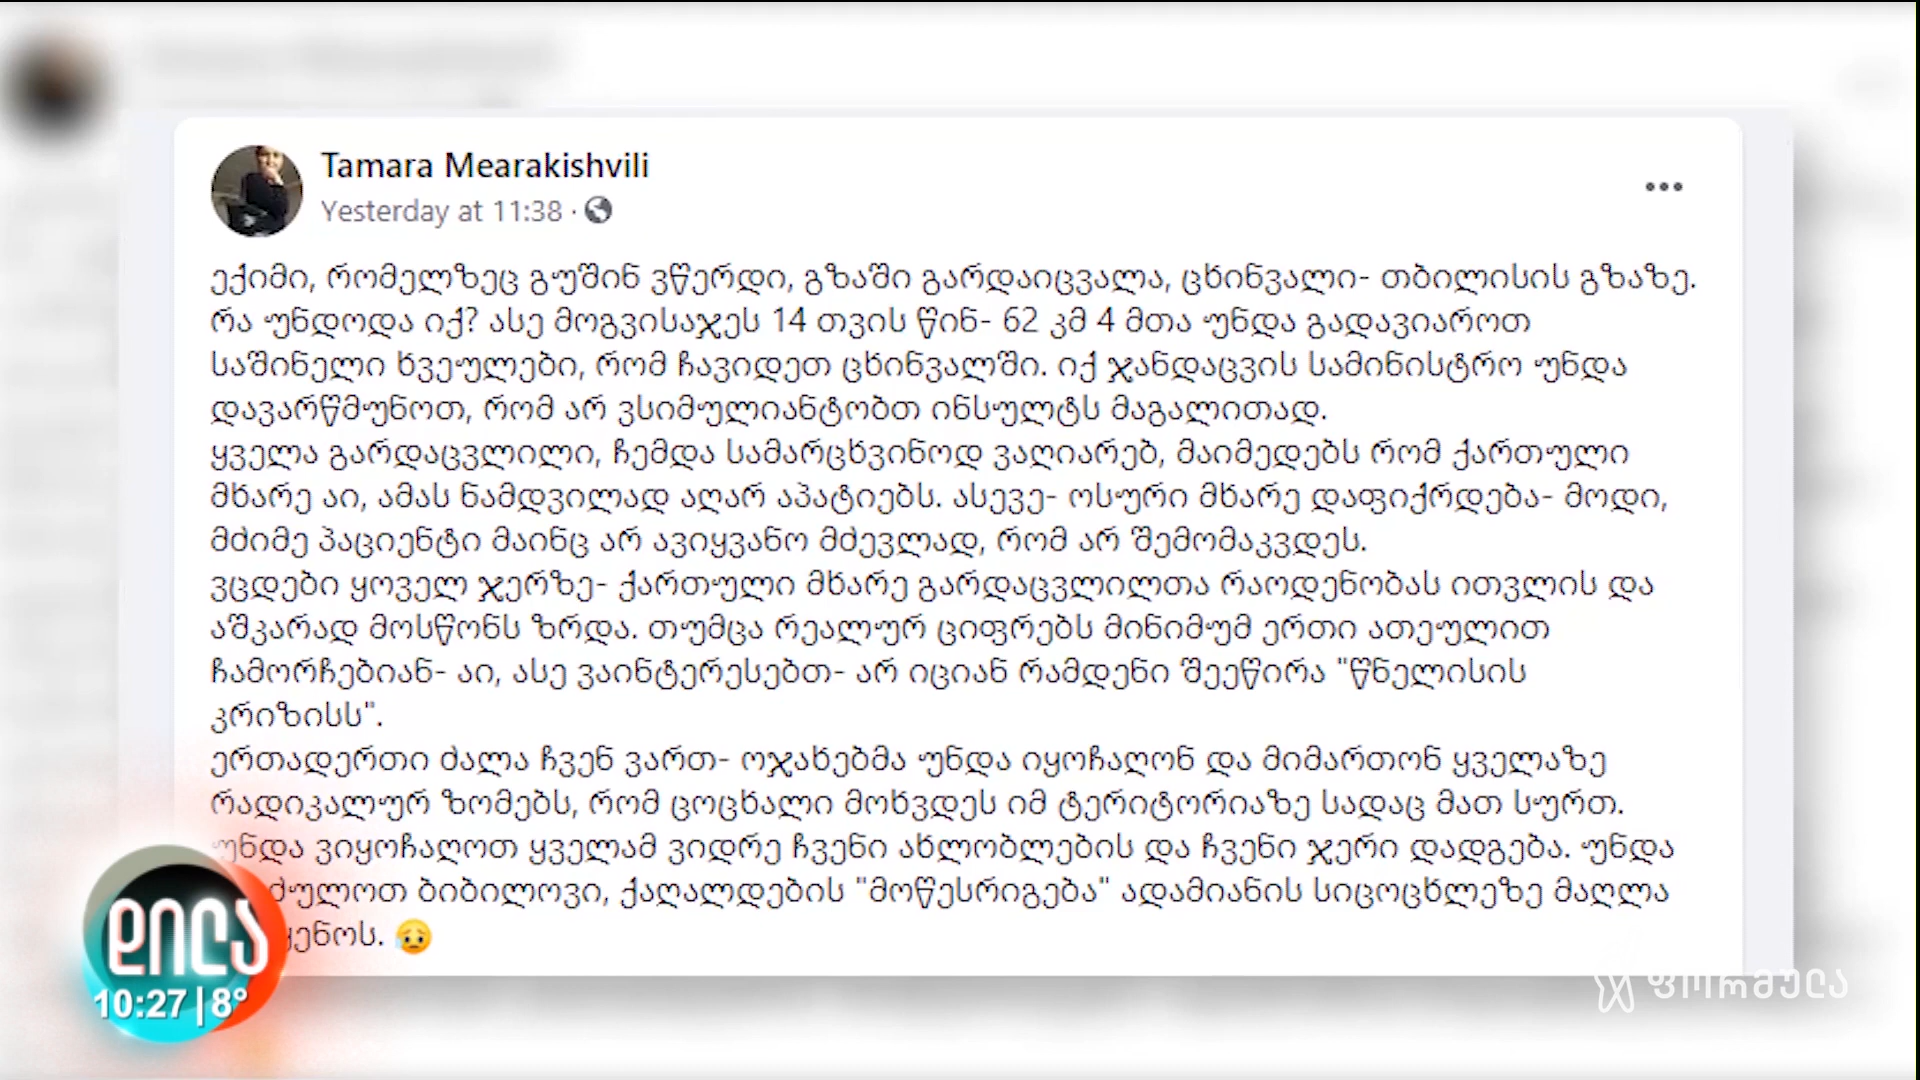 Tamara Mearakishvili
Yesterday at 11:38 ·
ექიმი, რომელზეც გუშინ ვწერდი, გზაში გარდაიცვალა, ცხინვალი- თბილისის გზაზე.
რა უნდოდა იქ? ასე მოგვისაჯეს 14 თვის წინ- 62 კმ 4 მთა უნდა გადავიაროთ
საშინელი ხვეულები, რომ ჩავიდეთ ცხინვალში. იქ ჯანდაცვის სამინისტრო უნდა
დავარწმუნოთ, რომ არ ვსიმულიანტობთ ინსულტს მაგალითად.
ყველა გარდაცვლილი, ჩემდა სამარცხვინოდ ვაღიარებ, მაიმედებს რომ ქართული
მხარე აი, ამას ნამდვილად აღარ აპატიებს. ასევე- ოსური მხარე დაფიქრდება- მოდი,
მძიმე პაციენტი მაინც არ ავიყვანო მძევლად, რომ არ შემომაკვდეს.
ვცდები ყოველ ჯერზე- ქართული მხარე გარდაცვლილთა რაოდენობას ითვლის და
აშკარად მოსწონს ზრდა. თუმცა რეალურ ციფრებს მინიმუმ ერთი ათეულით
ჩამორჩებიან- აი, ასე ვაინტერესებთ- არ იციან რამდენი შეეწირა "წნელისის
კრიზისს".
ერთადერთი ძალა ჩვენ ვართ- ოჯახებმა უნდა იყოჩაღონ და მიმართონ ყველაზე
რადიკალურ ზომებს, რომ ცოცხალი მოხვდეს იმ ტერიტორიაზე სადაც მათ სურთ.
უნდა ვიყოჩაღოთ ყველამ ვიდრე ჩვენი ახლობლების და ჩვენი ჯერი დადგება. უნდა
ბიბილოვი, ქაღალდების "მოწესრიგება" ადამიანის სიცოცხლეზე მაღლა
😥
დილა
10:27 | 8°
ფორმულა